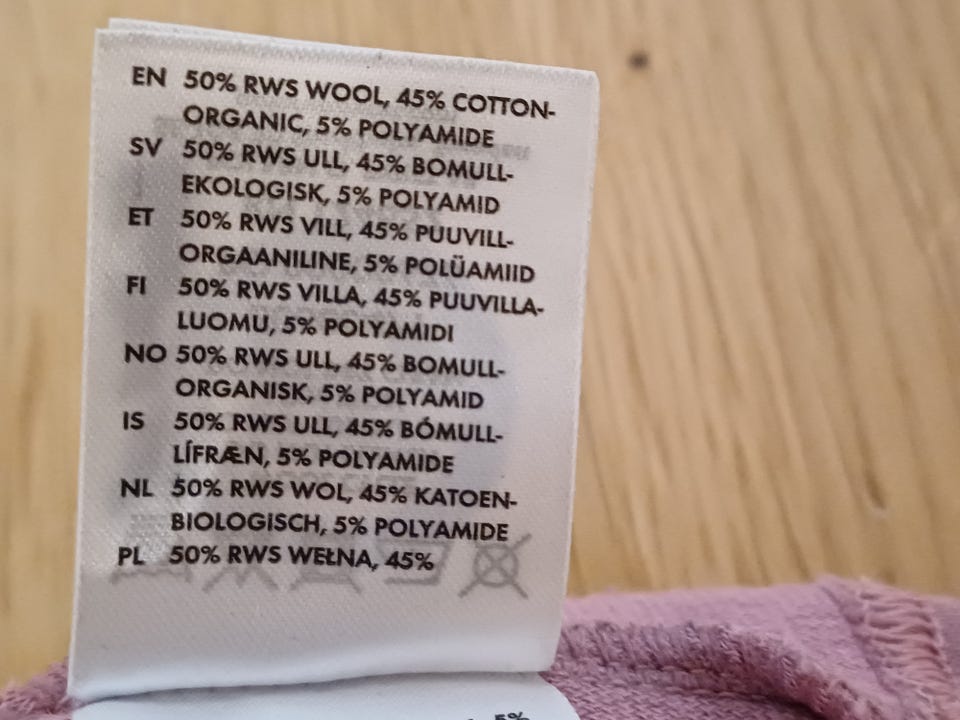 EN 50% RWS WOOL, 45% COTTON-
ORGANIC, 5% POLYAMIDE
SV 50% RWS ULL, 45% BOMULL-
EKOLOGISK, 5% POLYAMID
ET 50% RWS VILL, 45% PUUVILL-
ORGAANILINE, 5% POLÜAMIID
FI 50% RWS VILLA, 45% PUUVILLA-
LUOMU, 5% POLYAMIDI
NO 50% RWS ULL, 45% BOMULL-
ORGANISK, 5% POLYAMID
IS 50% RWS ULL, 45% BÓMULL-
LÍFRÆN, 5% POLYAMIDE
NL 50% RWS WOL, 45% KATOEN-
BIOLOGISCH, 5% POLYAMIDE
PL 50% RWS WEŁNA, 45%
5%